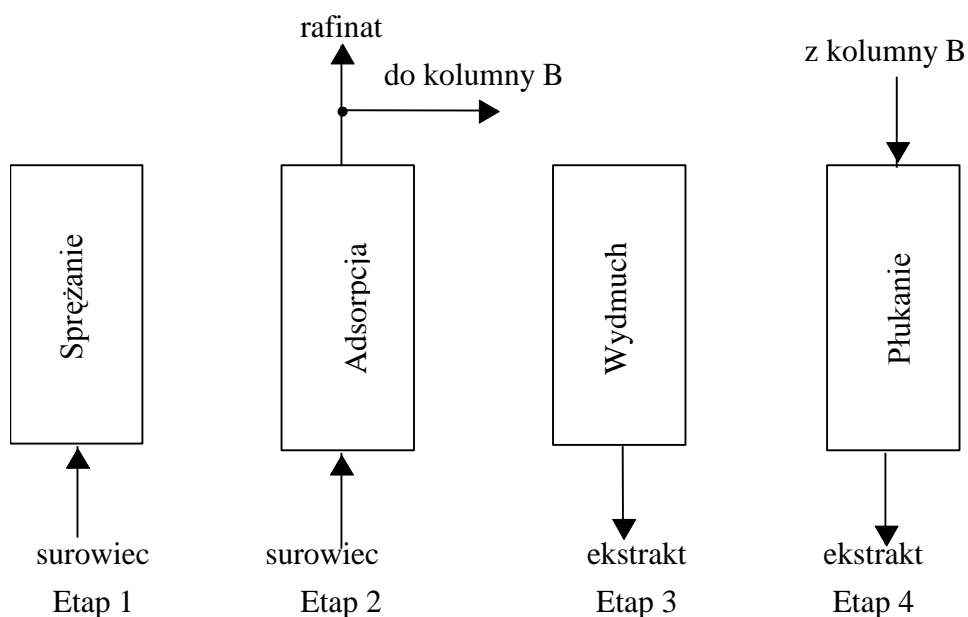 rafinat
do kolumny B
z kolumny B
Sprężanie
Adsorpcja
Wydmuch
Płukanie
surowiec
surowiec
ekstrakt
ekstrakt
Etap 1
Etap 2
Etap 3
Etap 4